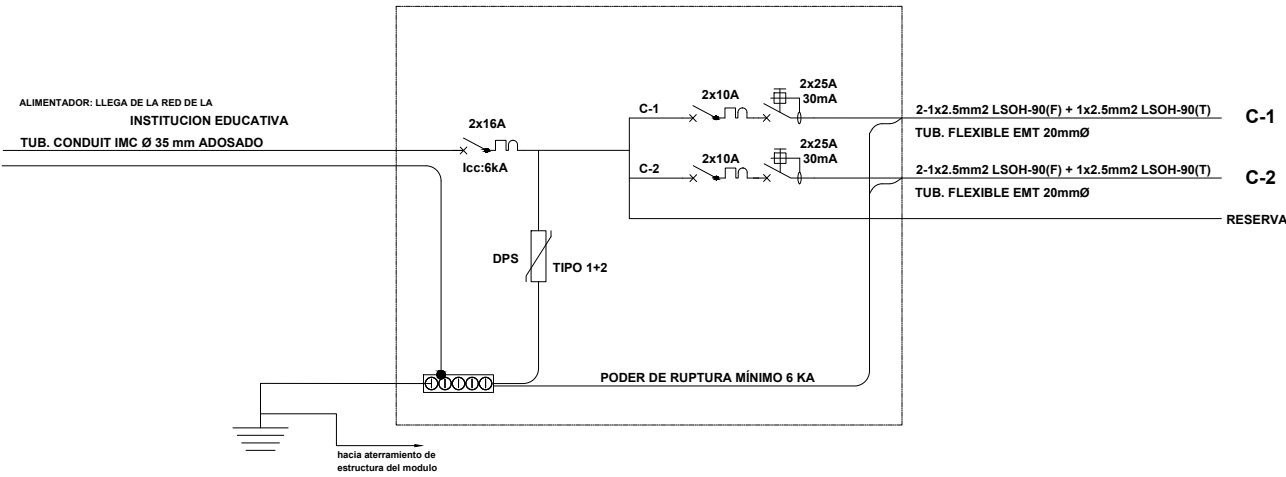 ALIMENTADOR: LLEGA DE LA RED DE LA
INSTITUCION EDUCATIVA
TUB. CONDUIT IMC Ø 35 mm ADOSADO
2x16A
Icc:6kA
DPS
TIPO 1+2
C-1
2x10A
2x25A
30mA
2-1x2.5mm2 LSOH-90(F) + 1x2.5mm2 LSOH-90(T)
TUB. FLEXIBLE EMT 20mmØ
C-1
C-2
2x10A
2x25A
30mA
2-1x2.5mm2 LSOH-90(F) + 1x2.5mm2 LSOH-90(T)
TUB. FLEXIBLE EMT 20mmØ
C-2
RESERVA
PODER DE RUPTURA MÍNIMO 6 KA
hacia aterramiento de
estructura del modulo